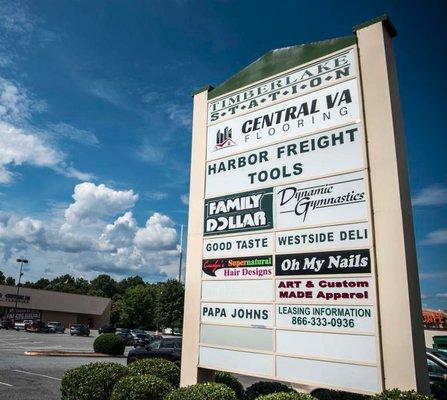 TIMBERLAKE
STATION
CENTRAL VA
FLOORING
HARBOR FREIGHT
TOOLS
FAMILY
DOLLAR
Dynamic
Gymnastics
GOOD TASTE
WESTSIDE DELI
Supernatural
Hair Designs
Oh My Nails
ART & Custom
MADE Apparel
PAPA JOHNS
LEASING INFORMATION
866-333-0936